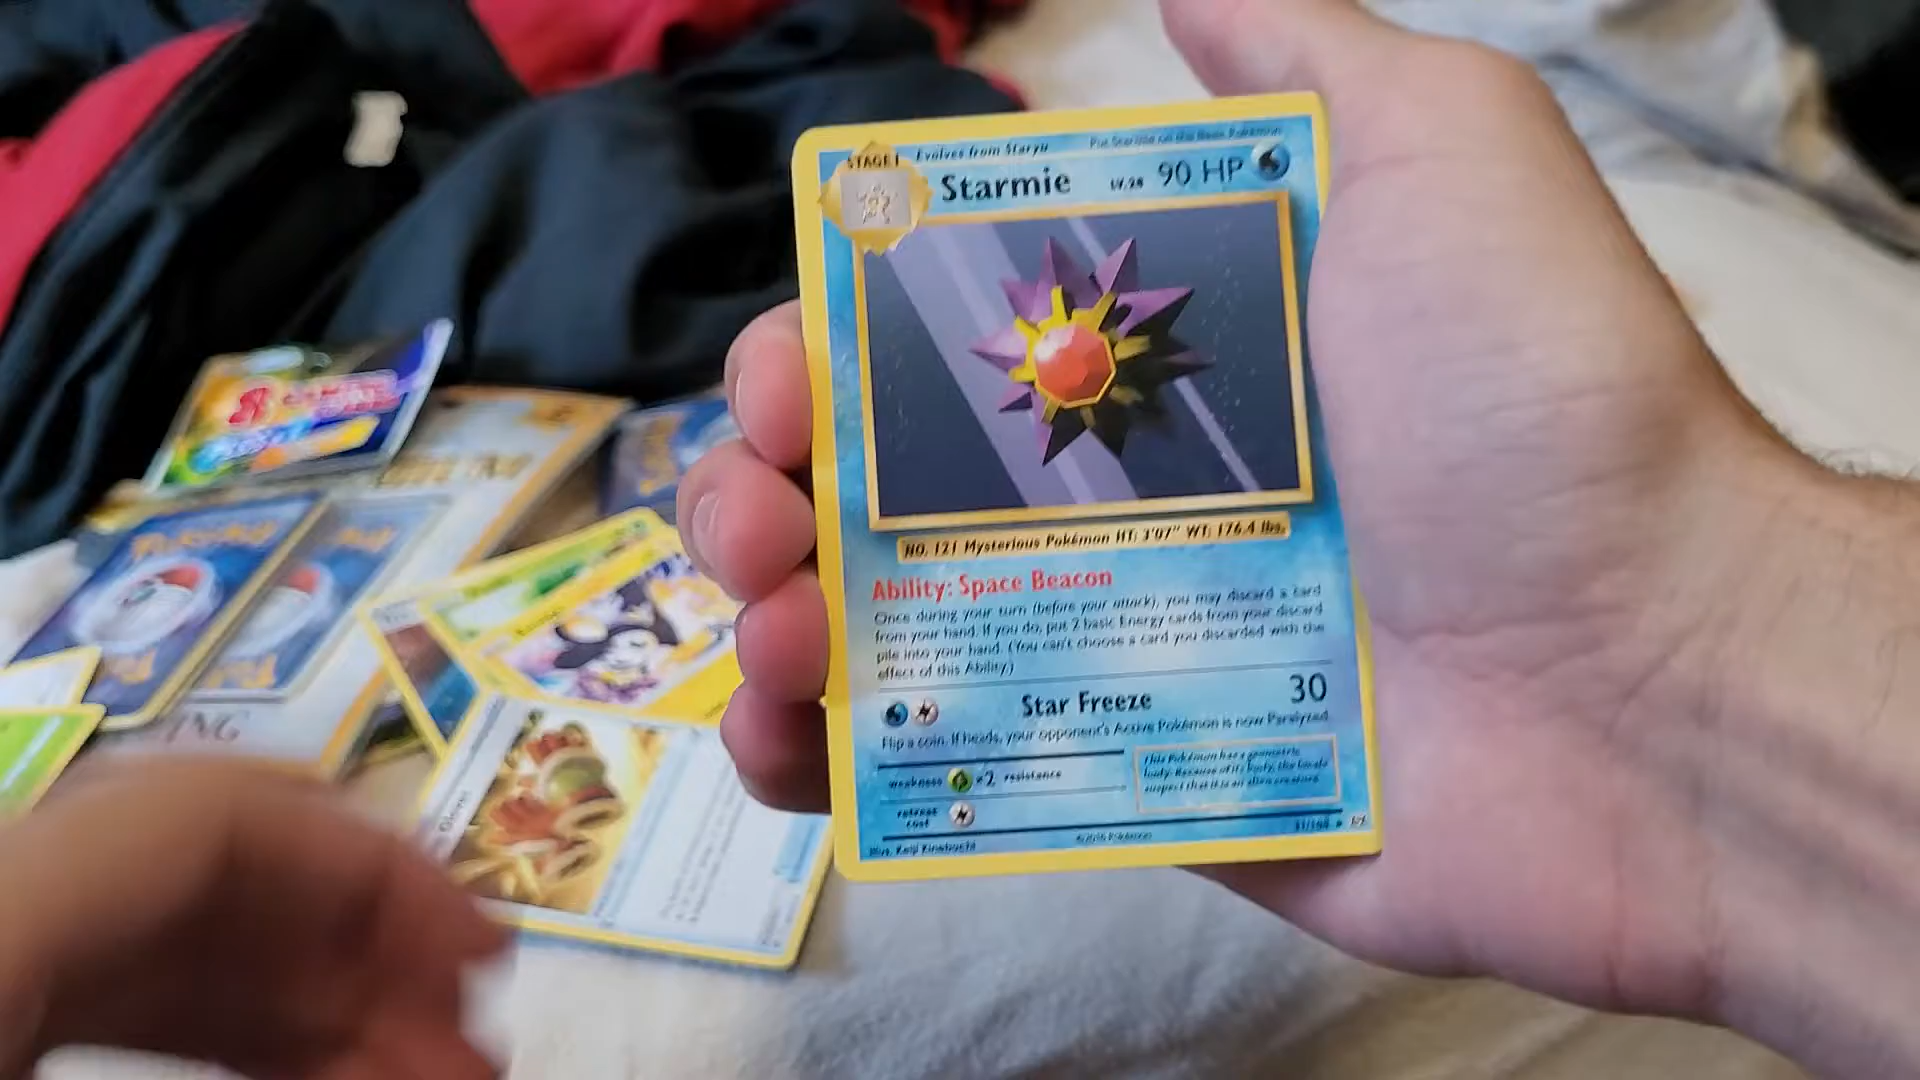 STAGE 1 Evolves from Staryu Put Starmie on the Basic Pokémon
Starmie LV.28 90 HP
NO. 121 Mysterious Pokémon HT: 3'07" WT: 176.4 lbs.
Ability: Space Beacon
Once during your turn (before your attack), you may discard a card
from your hand. If you do, put 2 basic Energy cards from your discard
pile into your hand. (You can't choose a card you discarded with the
effect of this Ability.)
Star Freeze 30
Flip a coin. If heads, your opponent's Active Pokémon is now Paralyzed.
weakness ×2 resistance
This Pokémon has a geometric
body. Because of its body, the locals
suspect that it is an alien creature.
retreat
cost
Illus. Keiji Kinebuchi ©2016 Pokémon 31/108